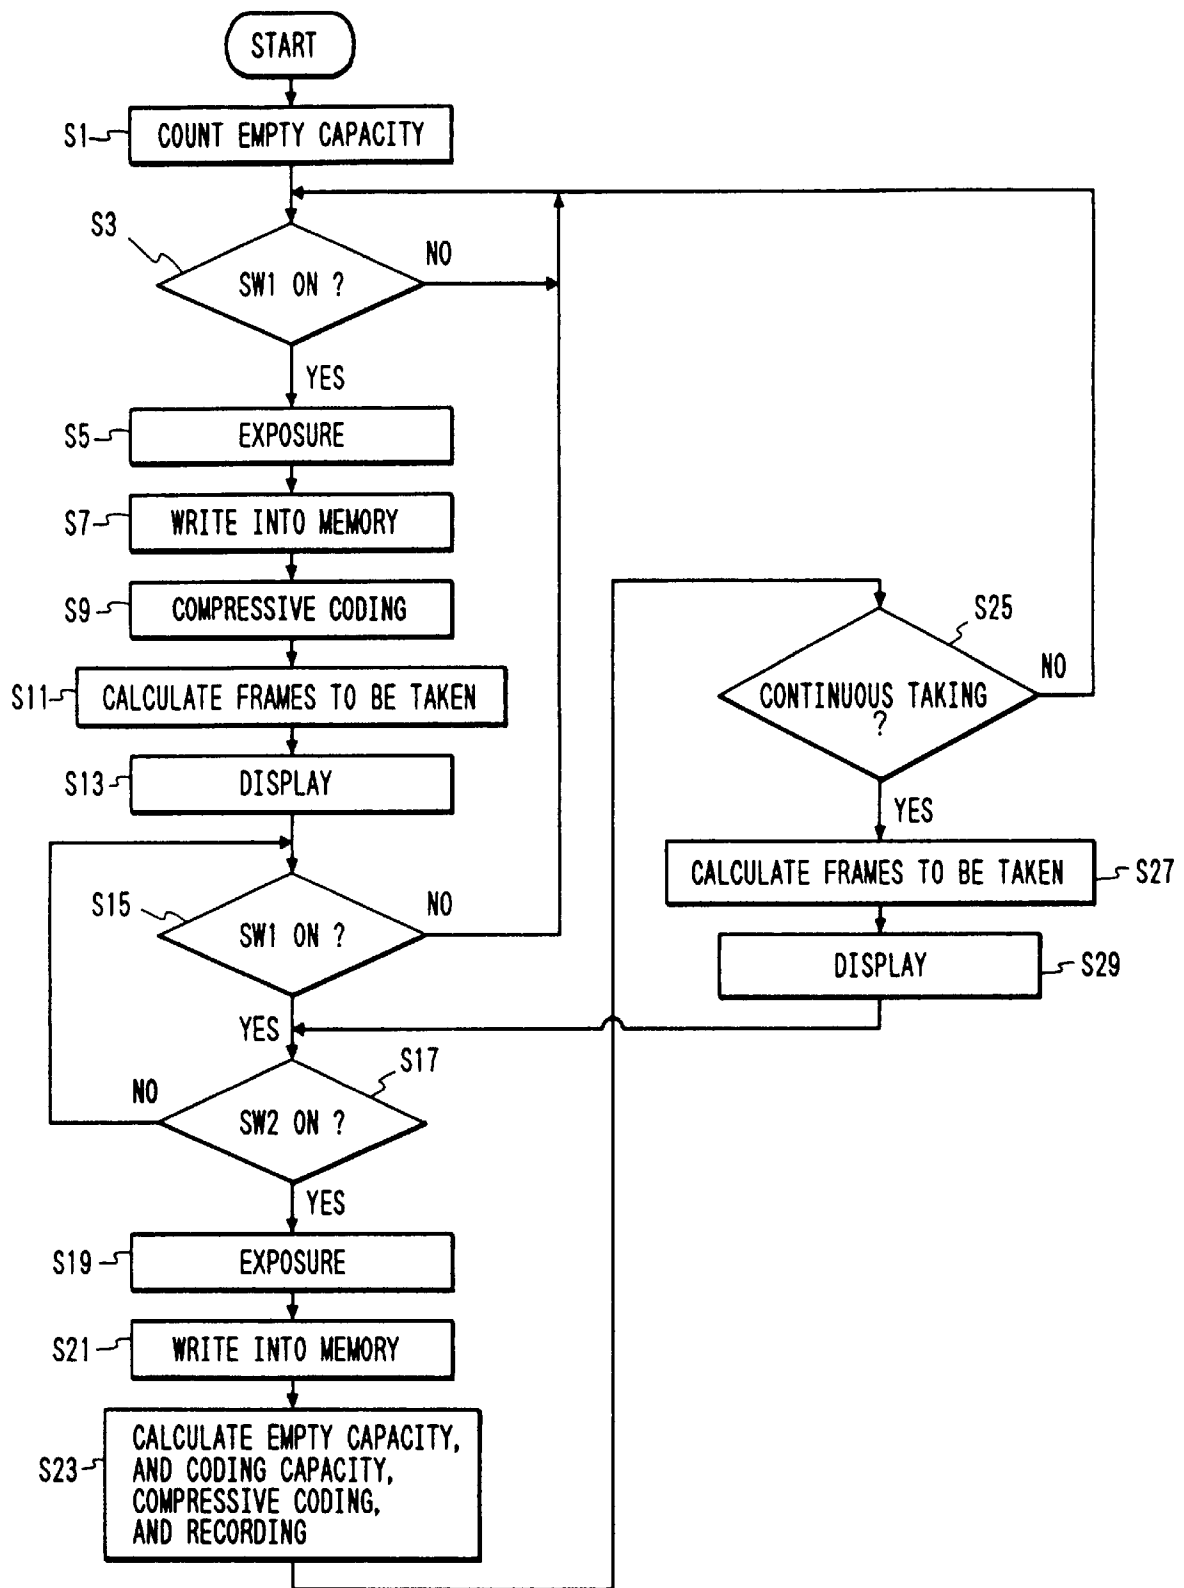 START
S1
COUNT EMPTY CAPACITY
S3
SW1 ON ?
NO
YES
S5
EXPOSURE
S7
WRITE INTO MEMORY
S9
COMPRESSIVE CODING
S11
CALCULATE FRAMES TO BE TAKEN
S13
DISPLAY
S15
SW1 ON ?
NO
YES
S17
SW2 ON ?
NO
YES
S19
EXPOSURE
S21
WRITE INTO MEMORY
S23
CALCULATE EMPTY CAPACITY,
AND CODING CAPACITY,
COMPRESSIVE CODING,
AND RECORDING
S25
CONTINUOUS TAKING
?
NO
YES
CALCULATE FRAMES TO BE TAKEN
S27
DISPLAY
S29